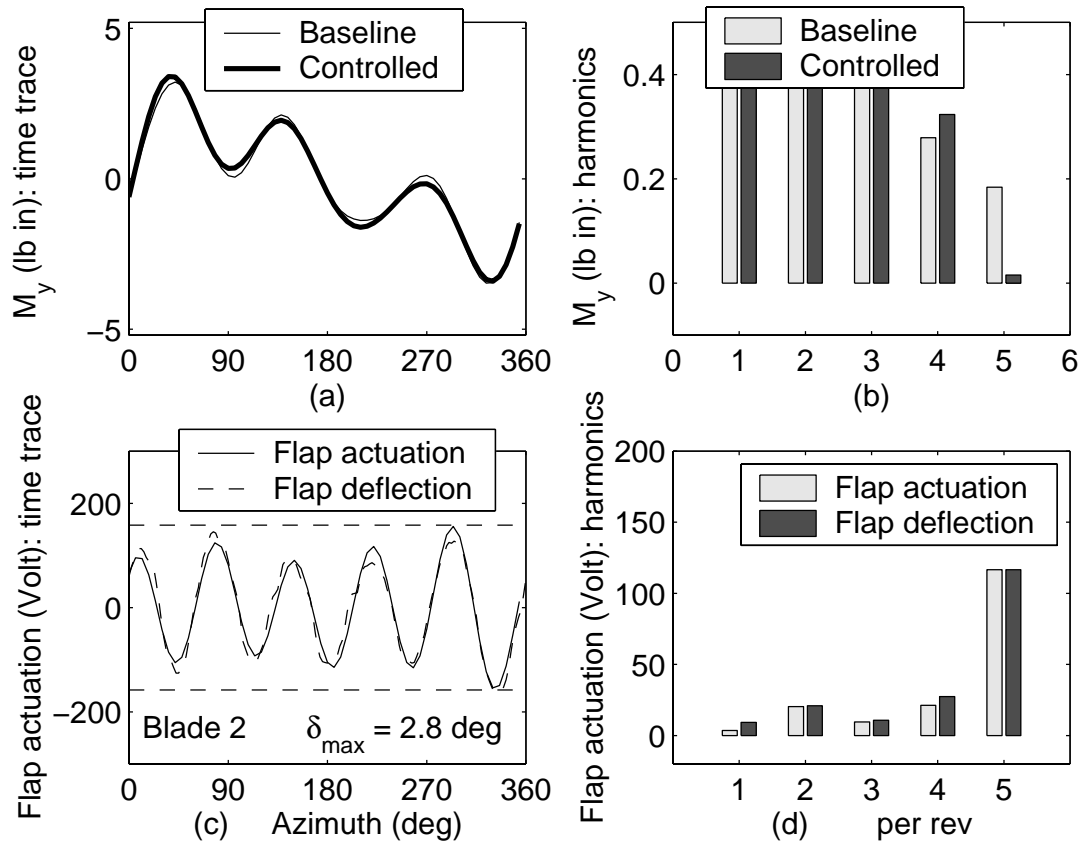 M_y (lb in): time trace
5
0
−5
Baseline
Controlled
0 90 180 270 360
(a)
M_y (lb in): harmonics
0.4
0.2
0
Baseline
Controlled
0 1 2 3 4 5 6
(b)
Flap actuation (Volt): time trace
200
0
−200
Flap actuation
Flap deflection
Blade 2 δ_max = 2.8 deg
0 90 180 270 360
(c) Azimuth (deg)
Flap actuation (Volt): harmonics
200
150
100
50
0
Flap actuation
Flap deflection
1 2 3 4 5
(d) per rev